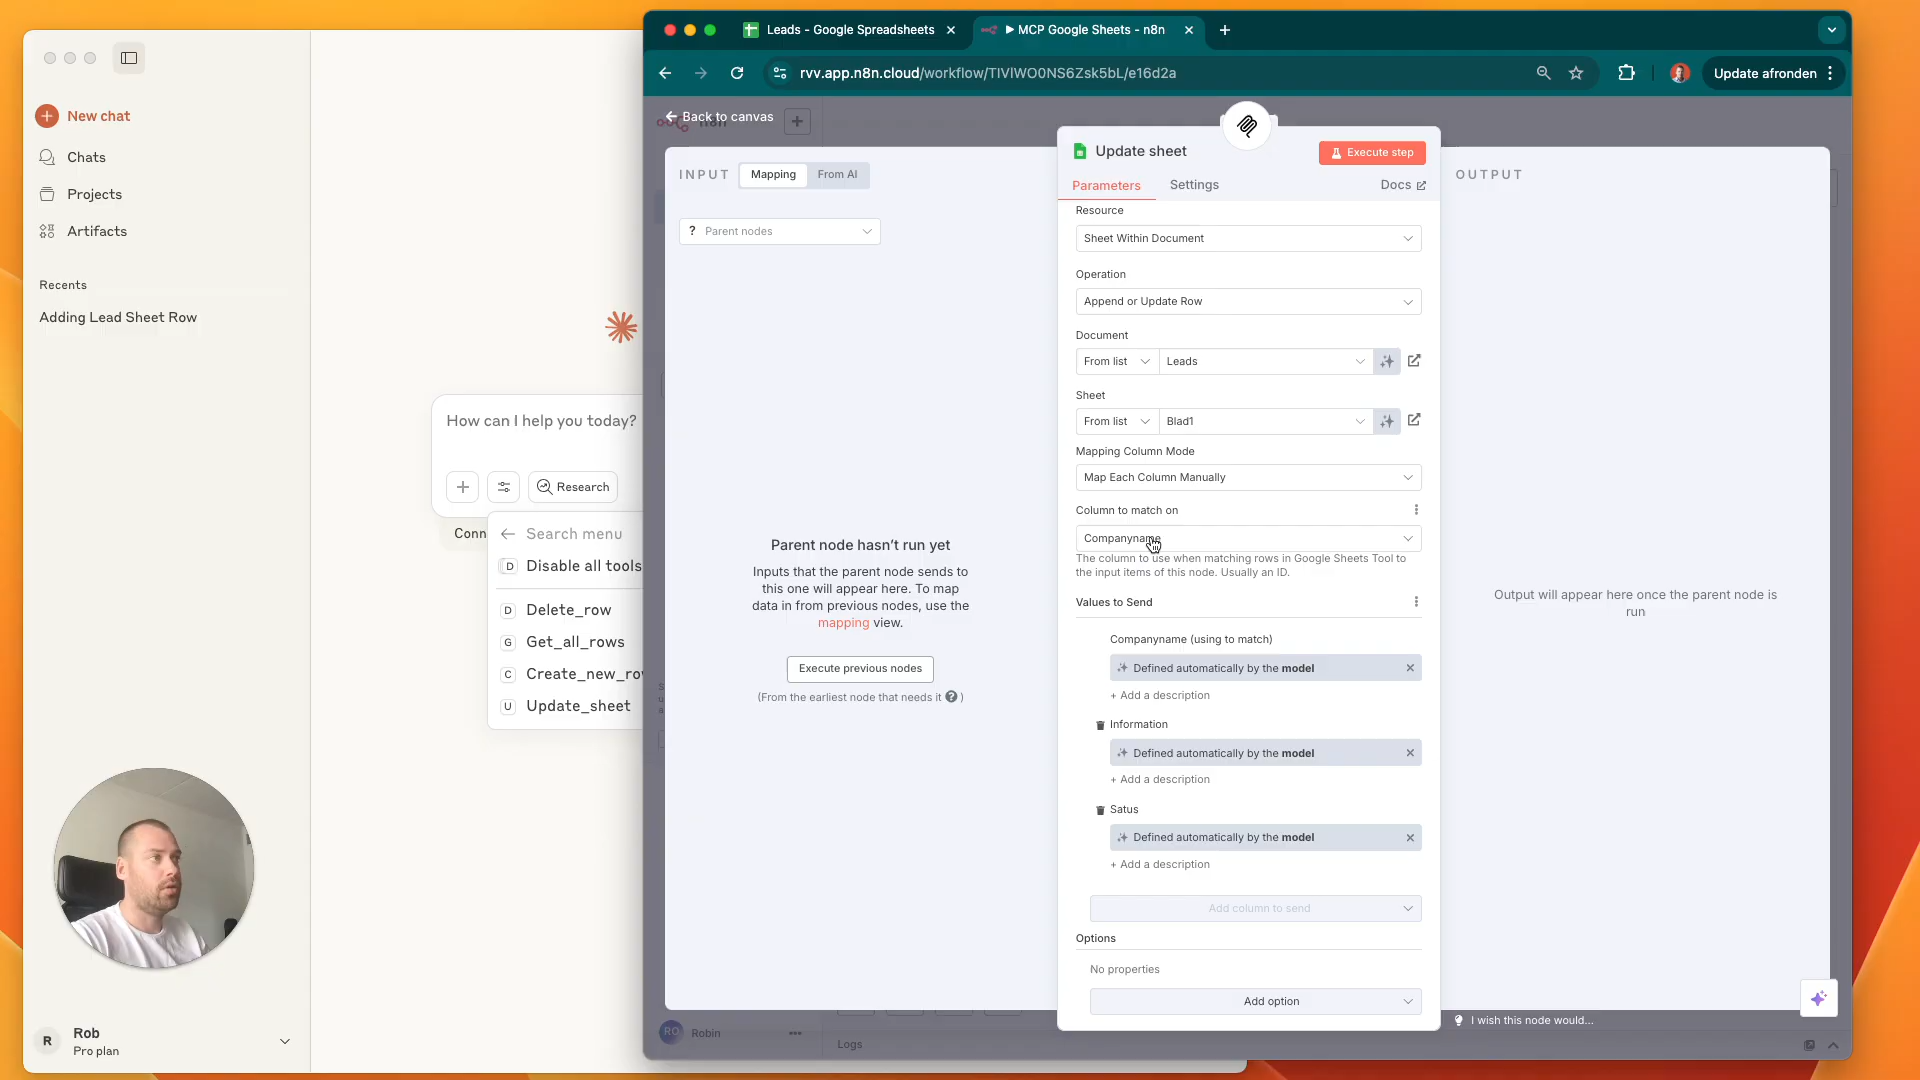 New chat
Chats
Projects
Artifacts
Recents
Adding Lead Sheet Row
R
Rob
Pro plan
How can I help you today?
Research
Conn
Search menu
D Disable all tools
D Delete_row
G Get_all_rows
C Create_new_ro
U Update_sheet
Leads - Google Spreadsheets
MCP Google Sheets - n8n
rvv.app.n8n.cloud/workflow/TIVlWO0NS6Zsk5bL/e16d2a
Update afronden
Back to canvas
INPUT
Mapping
From AI
? Parent nodes
Parent node hasn't run yet
Inputs that the parent node sends to
this one will appear here. To map
data in from previous nodes, use the
mapping view.
Execute previous nodes
(From the earliest node that needs it ? )
Update sheet
Execute step
Parameters
Settings
Docs
Resource
Sheet Within Document
Operation
Append or Update Row
Document
From list
Leads
Sheet
From list
Blad1
Mapping Column Mode
Map Each Column Manually
Column to match on
Companyname
The column to use when matching rows in Google Sheets Tool to
the input items of this node. Usually an ID.
Values to Send
Companyname (using to match)
Defined automatically by the model
+ Add a description
Information
Defined automatically by the model
+ Add a description
Satus
Defined automatically by the model
+ Add a description
Add column to send
Options
No properties
Add option
OUTPUT
Output will appear here once the parent node is
run
I wish this node would...
RO
Robin
Logs